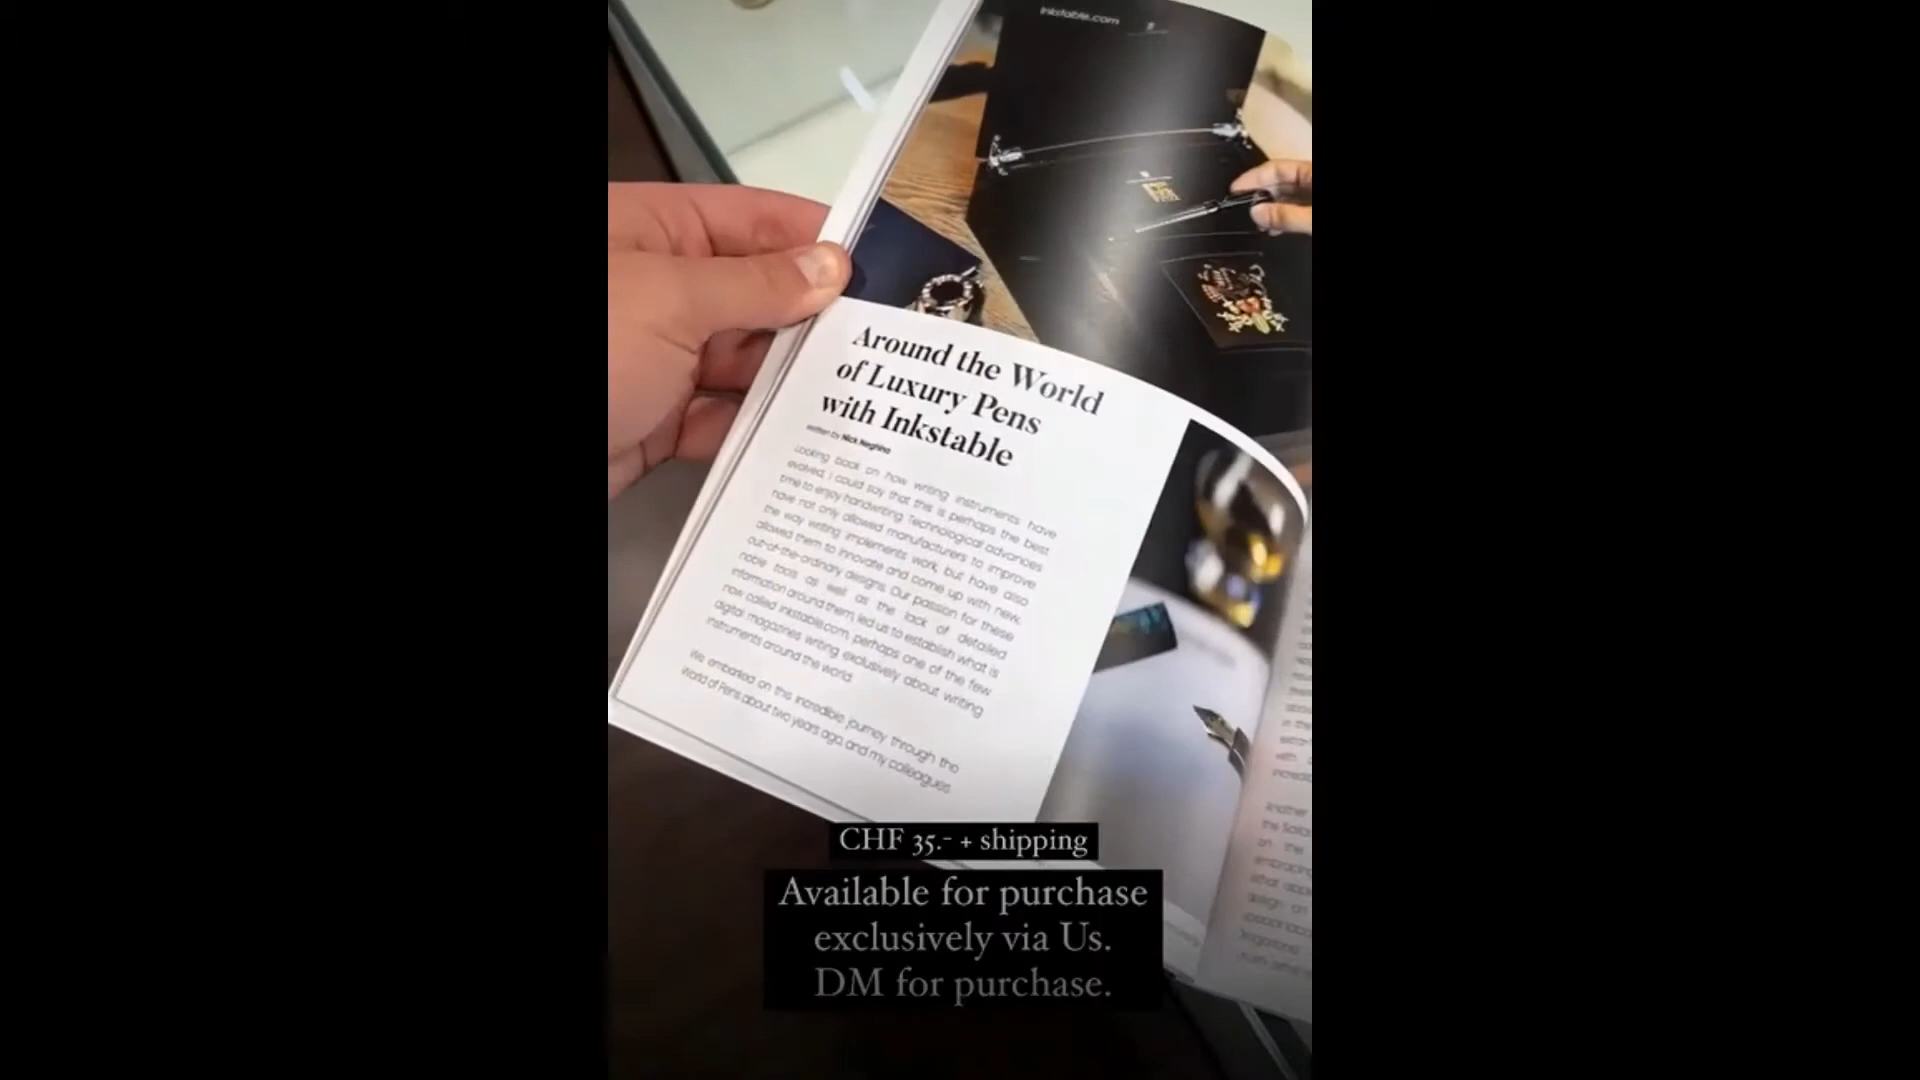 Inkstable.com
Around the World
of Luxury Pens
with Inkstable
written by Nick Neghina
Looking back on how writing instruments have
evolved, I could say that this is perhaps the best
time to enjoy handwriting. Technological advances
have not only allowed manufacturers to improve
the way writing implements work, but have also
allowed them to innovate and come up with new,
out-of-the-ordinary designs. Our passion for these
noble tools as well as the lack of detailed
information around them, led us to establish what is
now called inkstable.com, perhaps one of the few
digital magazines writing exclusively about writing
instruments around the world.
We embarked on this incredible journey through the
World of Pens about two years ago, and my colleagues
CHF 35.- + shipping
Available for purchase
exclusively via Us.
DM for purchase.